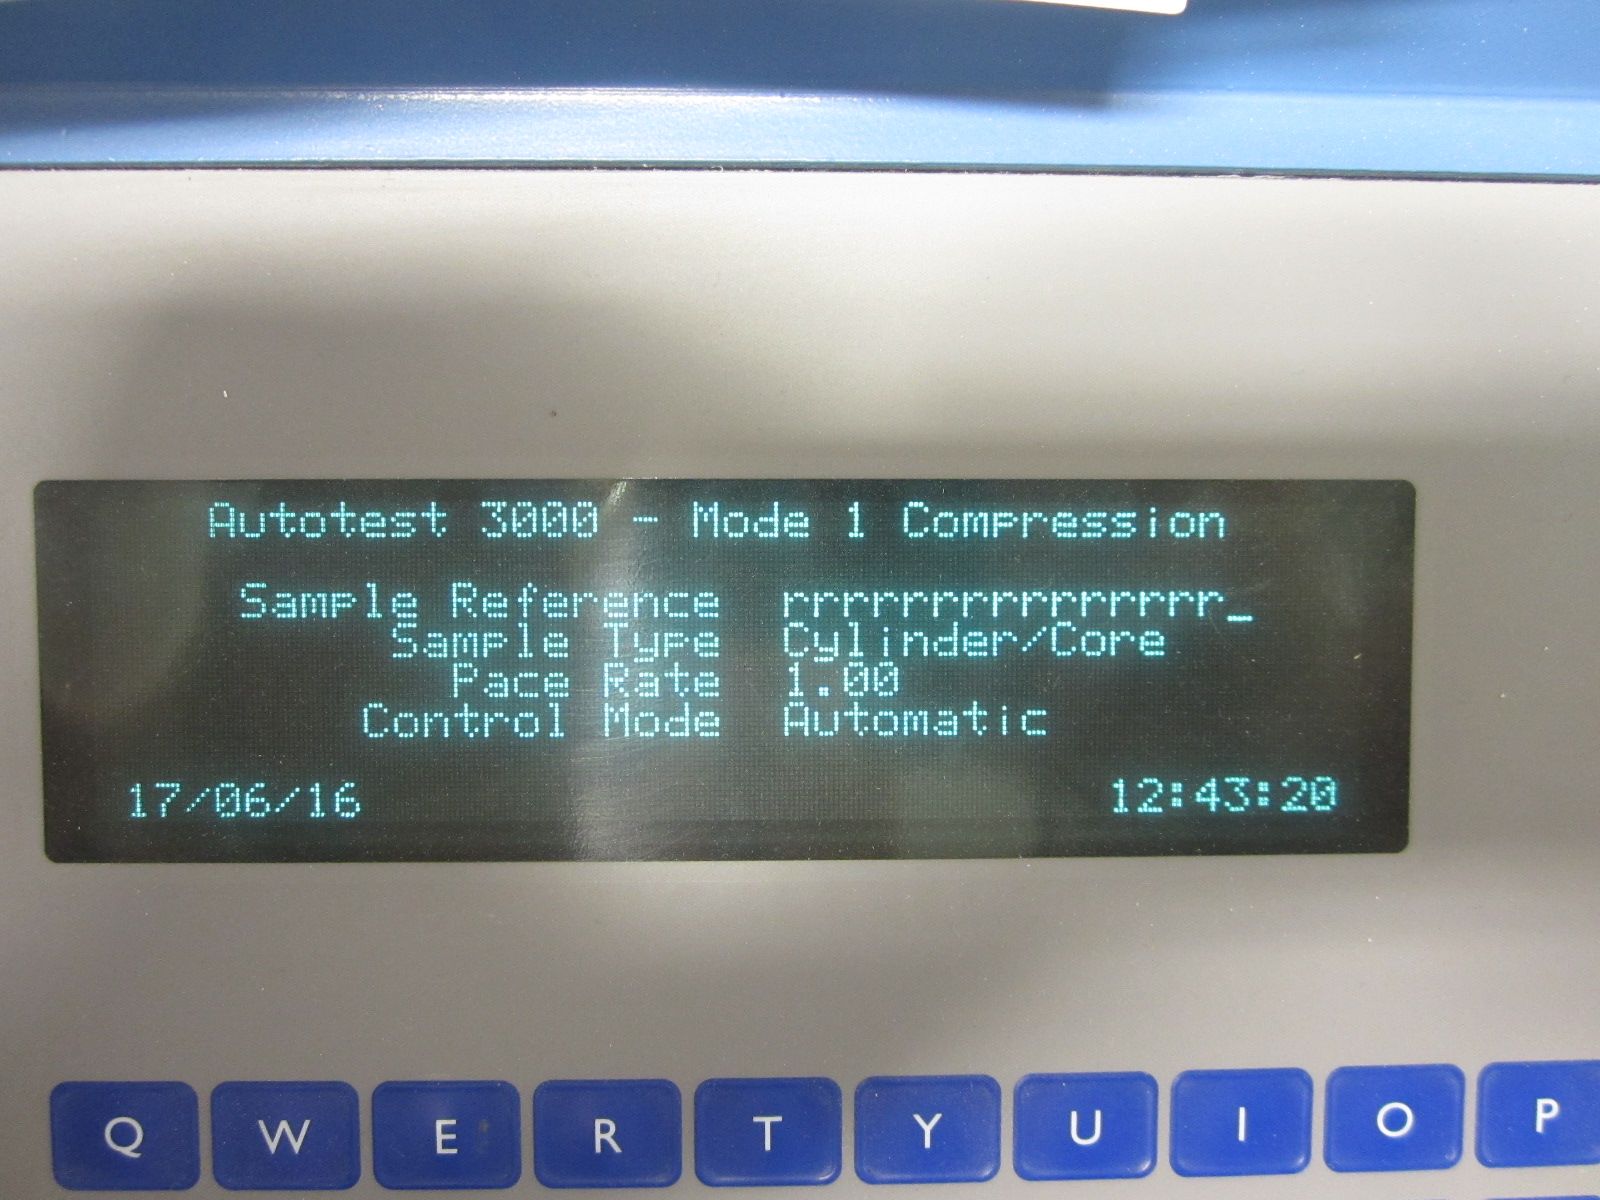 Autotest 3000 - Mode 1 Compression
Sample Reference rrrrrrrrrrrrrrr_
Sample Type Cylinder/Core
Pace Rate 1.00
Control Mode Automatic
17/06/16 12:43:20
Q W E R T Y U I O P